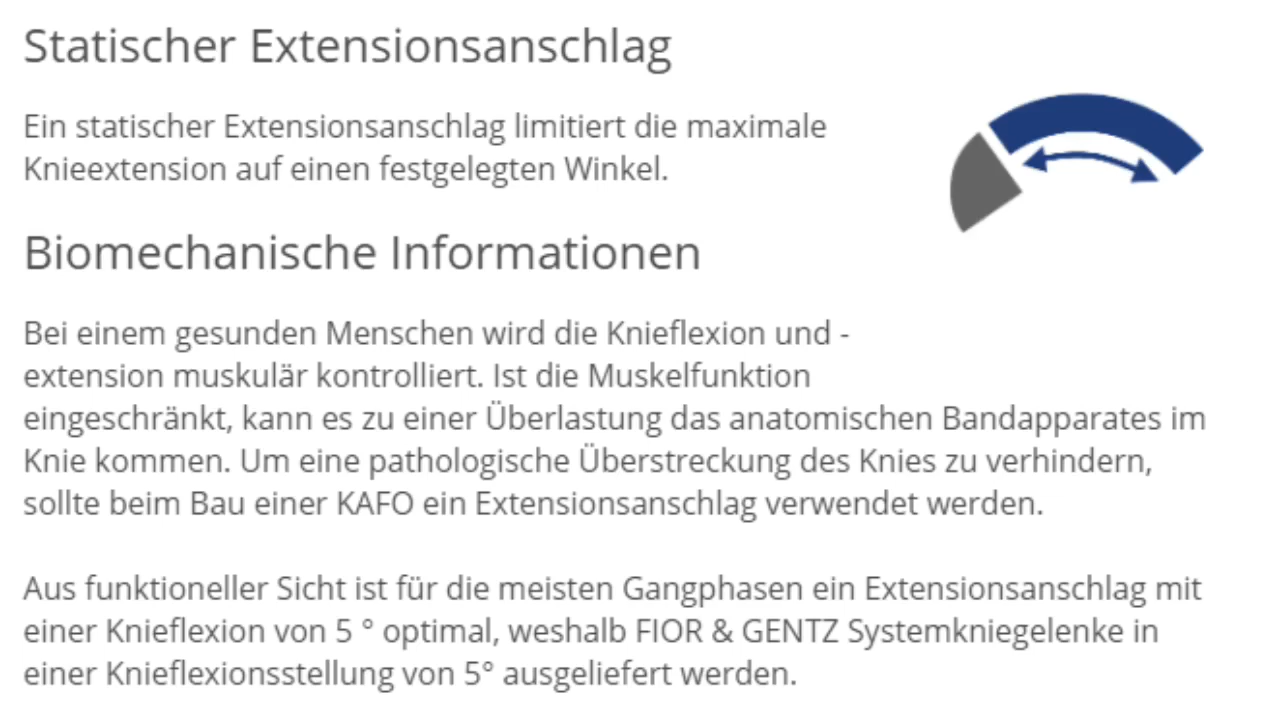 Statischer Extensionsanschlag
Ein statischer Extensionsanschlag limitiert die maximale
Knieextension auf einen festgelegten Winkel.
Biomechanische Informationen
Bei einem gesunden Menschen wird die Knieflexion und -
extension muskulär kontrolliert. Ist die Muskelfunktion
eingeschränkt, kann es zu einer Überlastung das anatomischen Bandapparates im
Knie kommen. Um eine pathologische Überstreckung des Knies zu verhindern,
sollte beim Bau einer KAFO ein Extensionsanschlag verwendet werden.
Aus funktioneller Sicht ist für die meisten Gangphasen ein Extensionsanschlag mit
einer Knieflexion von 5 ° optimal, weshalb FIOR & GENTZ Systemkniegelenke in
einer Knieflexionsstellung von 5° ausgeliefert werden.